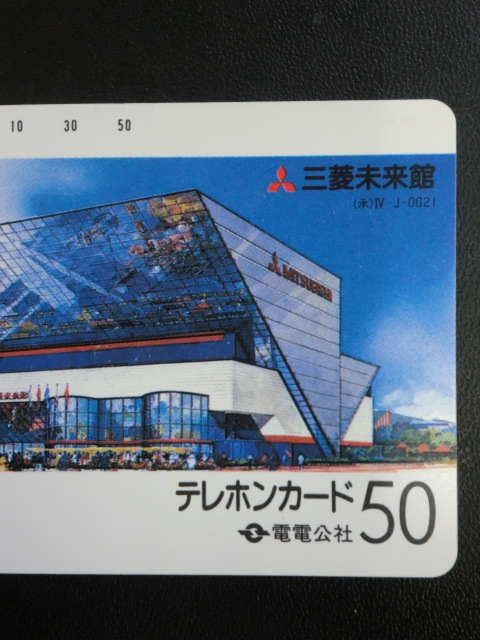 10 30 50
三菱未来館
(承)Ⅳ-J-0021
MITSUBISHI
テレホンカード 50
電電公社